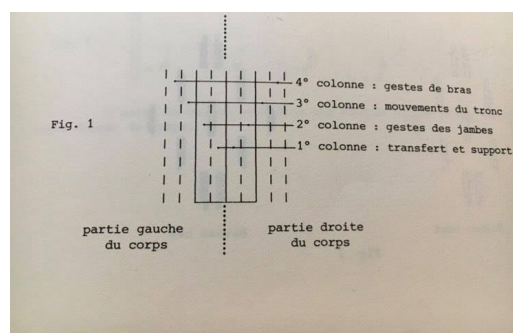 4° colonne : gestes de bras
3° colonne : mouvements du tronc
Fig. 1
2° colonne : gestes des jambes
1° colonne : transfert et support
partie gauche
du corps
partie droite
du corps